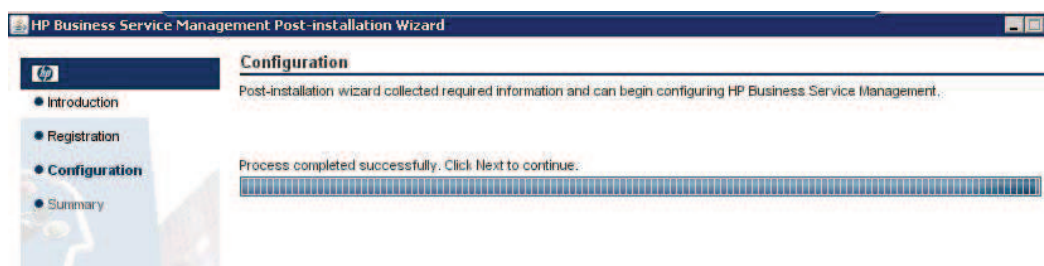 HP Business Service Management Post-installation Wizard
hp
Introduction
Registration
Configuration
Summary
Configuration
Post-installation wizard collected required information and can begin configuring HP Business Service Management.
Process completed successfully. Click Next to continue.